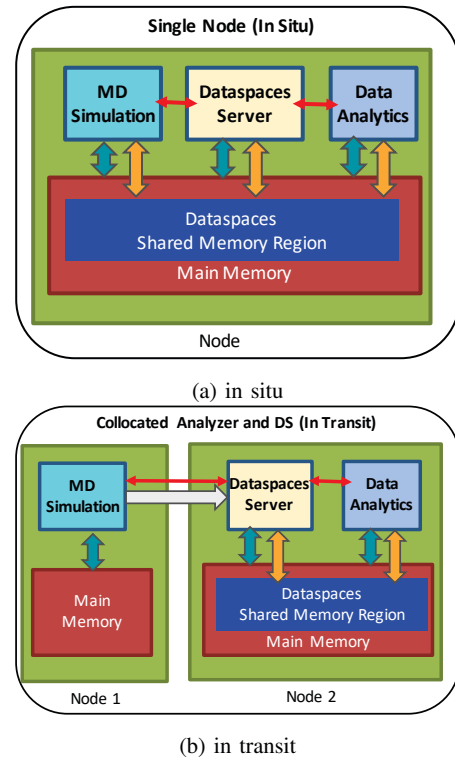 Single Node (In Situ)
MD
Simulation
Dataspaces
Server
Data
Analytics
Dataspaces
Shared Memory Region
Main Memory
Node
(a) in situ
Collocated Analyzer and DS (In Transit)
MD
Simulation
Dataspaces
Server
Data
Analytics
Main
Memory
Dataspaces
Shared Memory Region
Main Memory
Node 1
Node 2
(b) in transit